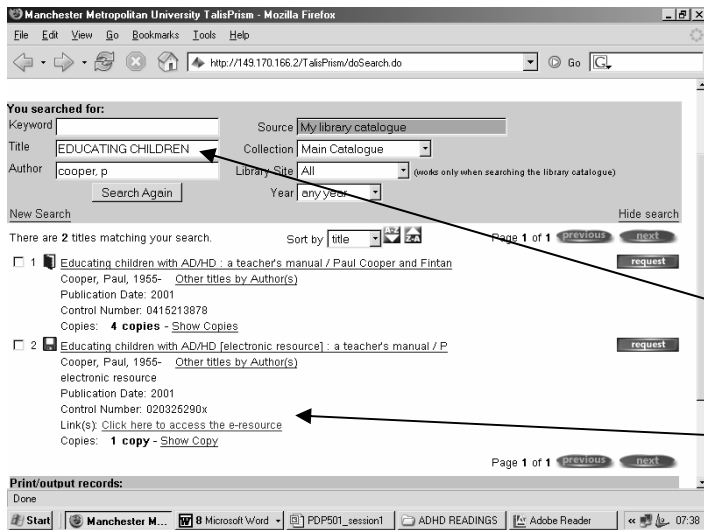 Manchester Metropolitan University TalisPrism - Mozilla Firefox
File Edit View Go Bookmarks Tools Help
http://149.170.166.2/TalisPrism/doSearch.do Go G
You searched for:
Keyword Source My library catalogue
Title EDUCATING CHILDREN Collection Main Catalogue
Author cooper, p Library Site All (works only when searching the library catalogue)
Search Again Year any year
New Search Hide search
There are 2 titles matching your search. Sort by title A-Z Z-A Page 1 of 1 previous next
1 Educating children with AD/HD : a teacher's manual / Paul Cooper and Fintan request
Cooper, Paul, 1955- Other titles by Author(s)
Publication Date: 2001
Control Number: 0415213878
Copies: 4 copies - Show Copies
2 Educating children with AD/HD [electronic resource] : a teacher's manual / P request
Cooper, Paul, 1955- Other titles by Author(s)
electronic resource
Publication Date: 2001
Control Number: 020325290x
Link(s): Click here to access the e-resource
Copies: 1 copy - Show Copy
Page 1 of 1 previous next
Print/output records:
Done
Start Manchester M... 8 Microsoft Word PDP501_session1 ADHD READINGS Adobe Reader « 07:38